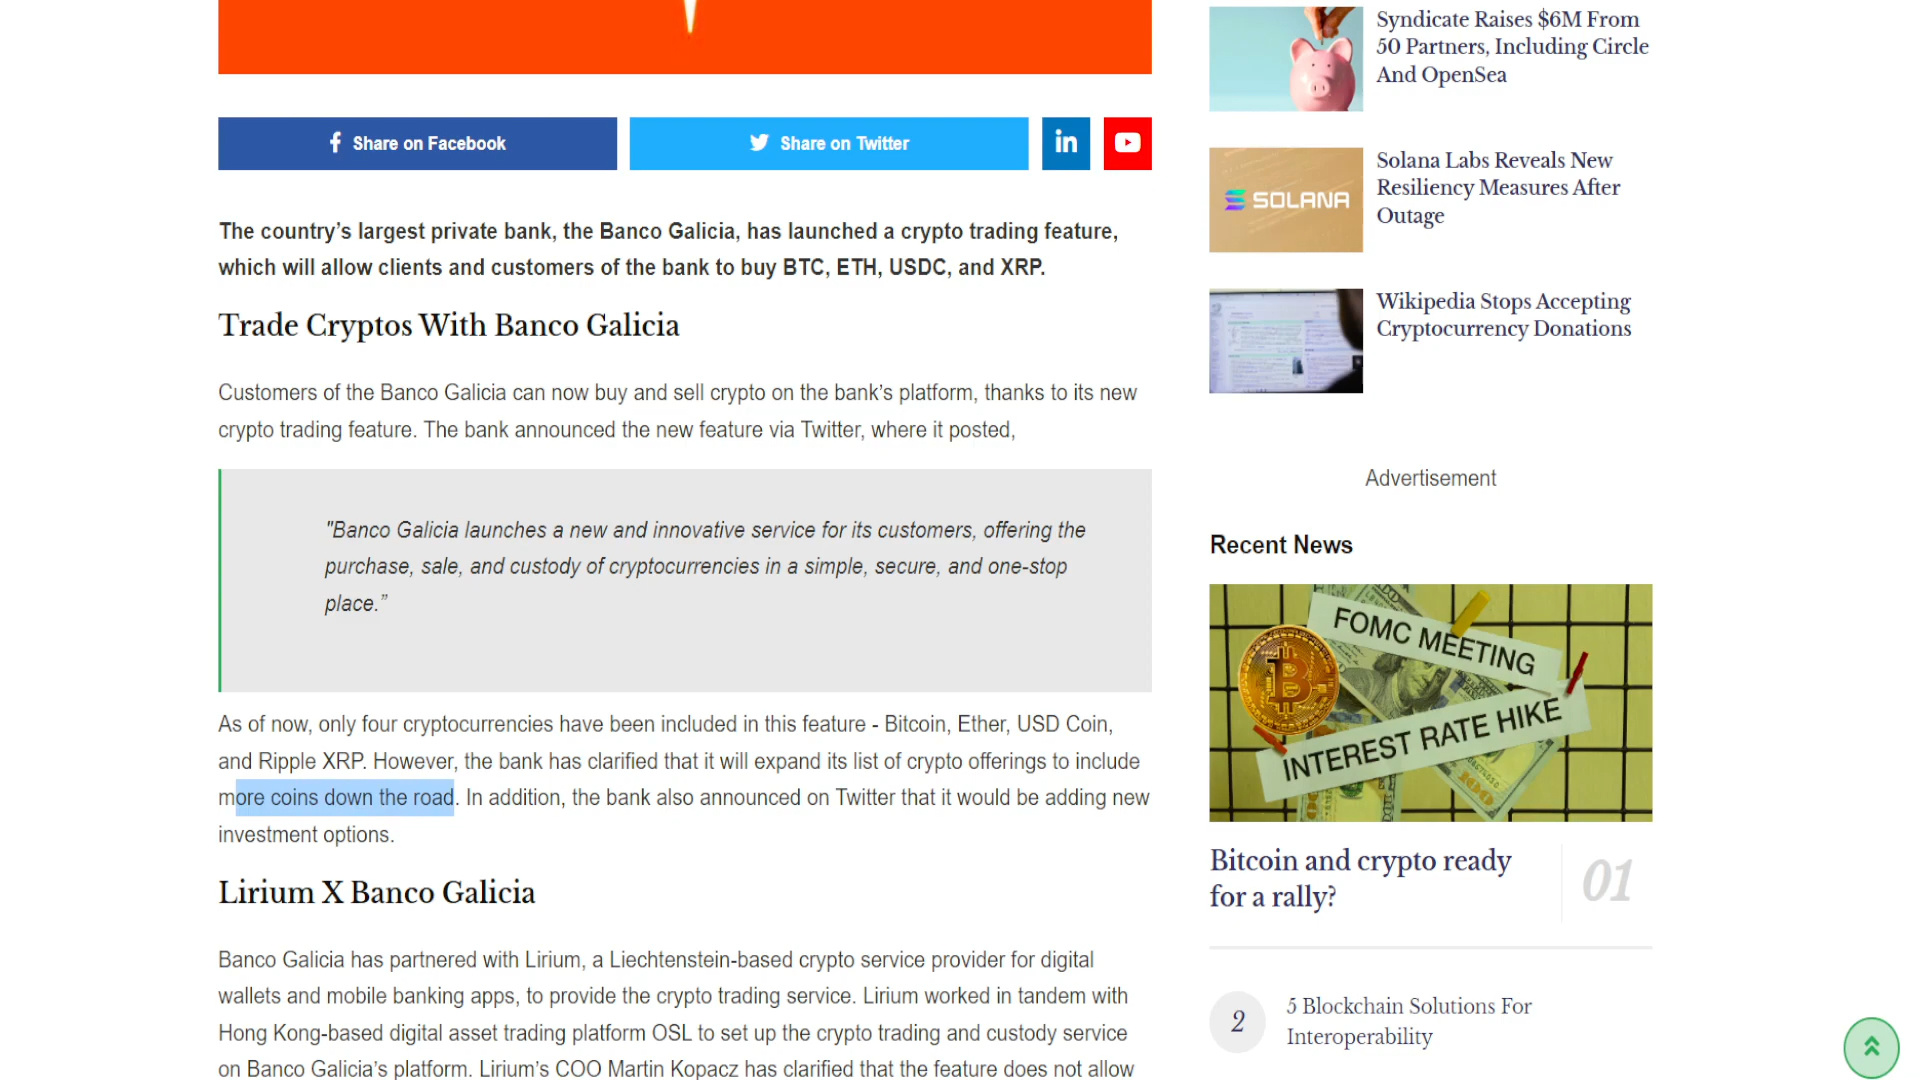 Share on Facebook
Share on Twitter
in
The country’s largest private bank, the Banco Galicia, has launched a crypto trading feature,
which will allow clients and customers of the bank to buy BTC, ETH, USDC, and XRP.
Trade Cryptos With Banco Galicia
Customers of the Banco Galicia can now buy and sell crypto on the bank’s platform, thanks to its new
crypto trading feature. The bank announced the new feature via Twitter, where it posted,
"Banco Galicia launches a new and innovative service for its customers, offering the
purchase, sale, and custody of cryptocurrencies in a simple, secure, and one-stop
place.”
As of now, only four cryptocurrencies have been included in this feature - Bitcoin, Ether, USD Coin,
and Ripple XRP. However, the bank has clarified that it will expand its list of crypto offerings to include
more coins down the road. In addition, the bank also announced on Twitter that it would be adding new
investment options.
Lirium X Banco Galicia
Banco Galicia has partnered with Lirium, a Liechtenstein-based crypto service provider for digital
wallets and mobile banking apps, to provide the crypto trading service. Lirium worked in tandem with
Hong Kong-based digital asset trading platform OSL to set up the crypto trading and custody service
on Banco Galicia’s platform. Lirium’s COO Martin Kopacz has clarified that the feature does not allow
Syndicate Raises $6M From
50 Partners, Including Circle
And OpenSea
SOLANA
Solana Labs Reveals New
Resiliency Measures After
Outage
Wikipedia Stops Accepting
Cryptocurrency Donations
Advertisement
Recent News
FOMC MEETING
INTEREST RATE HIKE
Bitcoin and crypto ready
for a rally?
01
2
5 Blockchain Solutions For
Interoperability